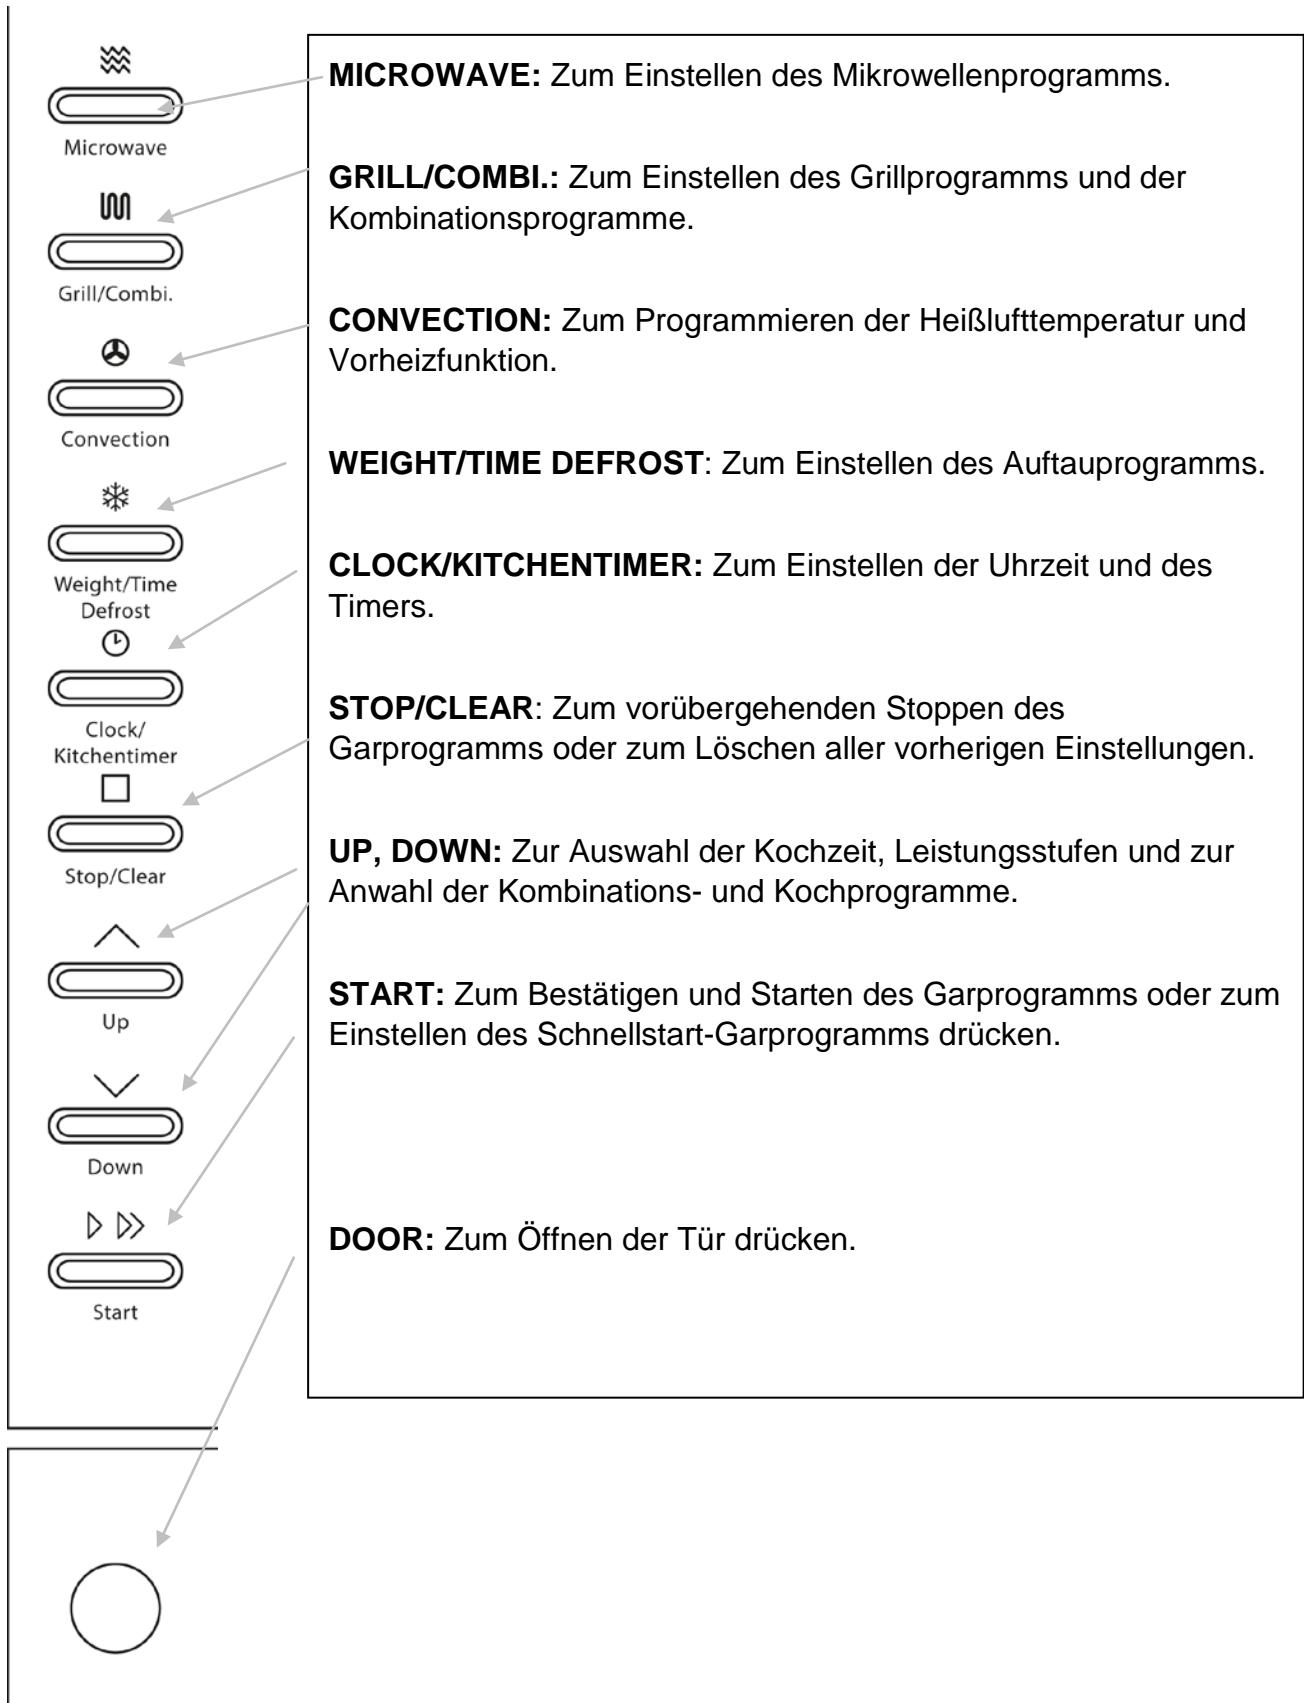 Microwave
Grill/Combi.
Convection
Weight/Time
Defrost
Clock/
Kitchentimer
Stop/Clear
Up
Down
Start
MICROWAVE: Zum Einstellen des Mikrowellenprogramms.
GRILL/COMBI.: Zum Einstellen des Grillprogramms und der
Kombinationsprogramme.
CONVECTION: Zum Programmieren der Heißlufttemperatur und
Vorheizfunktion.
WEIGHT/TIME DEFROST: Zum Einstellen des Auftauprogramms.
CLOCK/KITCHENTIMER: Zum Einstellen der Uhrzeit und des
Timers.
STOP/CLEAR: Zum vorübergehenden Stoppen des
Garprogramms oder zum Löschen aller vorherigen Einstellungen.
UP, DOWN: Zur Auswahl der Kochzeit, Leistungsstufen und zur
Anwahl der Kombinations- und Kochprogramme.
START: Zum Bestätigen und Starten des Garprogramms oder zum
Einstellen des Schnellstart-Garprogramms drücken.
DOOR: Zum Öffnen der Tür drücken.